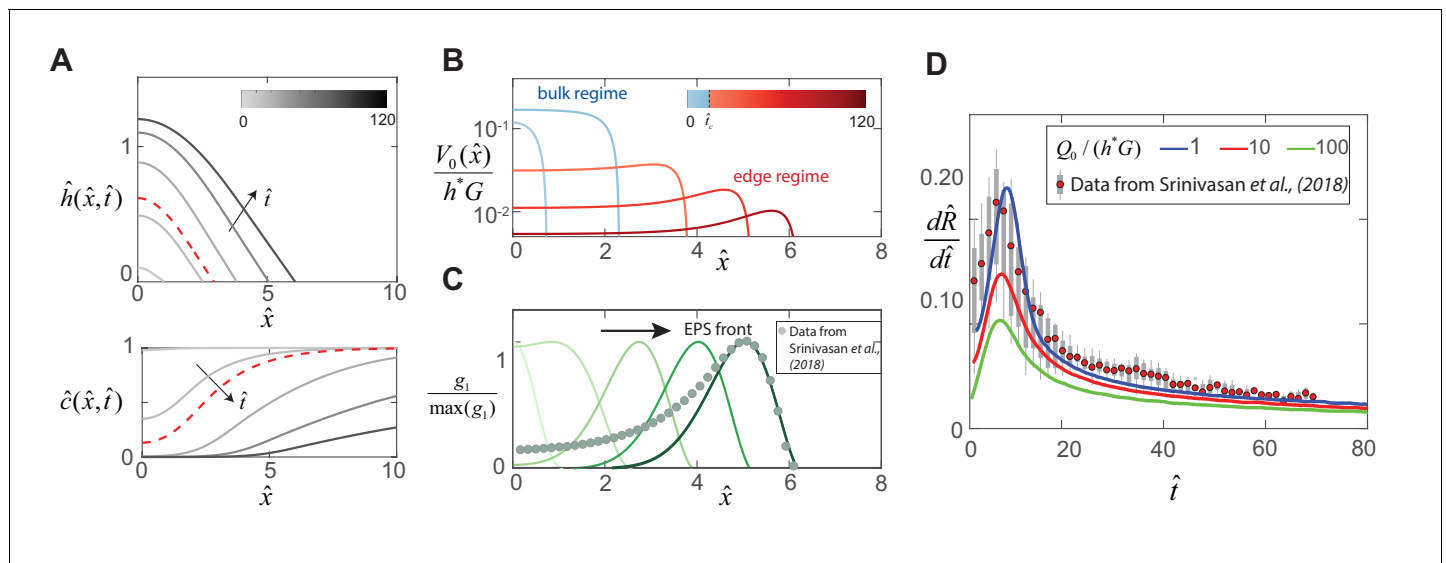 A
0
120
1
ĥ(x̂,t̂)
t̂
0
0
5
10
x̂
1
ĉ(x̂,t̂)
t̂
0
0
5
10
x̂
B
bulk regime
0
t̂c
120
10⁻¹
V₀(x̂)
h*G
edge regime
10⁻²
0
2
4
6
8
x̂
C
EPS front
Data from
Srinivasan et al.,
(2018)
1
g₁
max(g₁)
0
0
2
4
6
8
x̂
D
Q₀ / (h*G)
1
10
100
Data from Srinivasan et al., (2018)
0.20
dR̂
dt̂
0.10
0
0
20
40
60
80
t̂